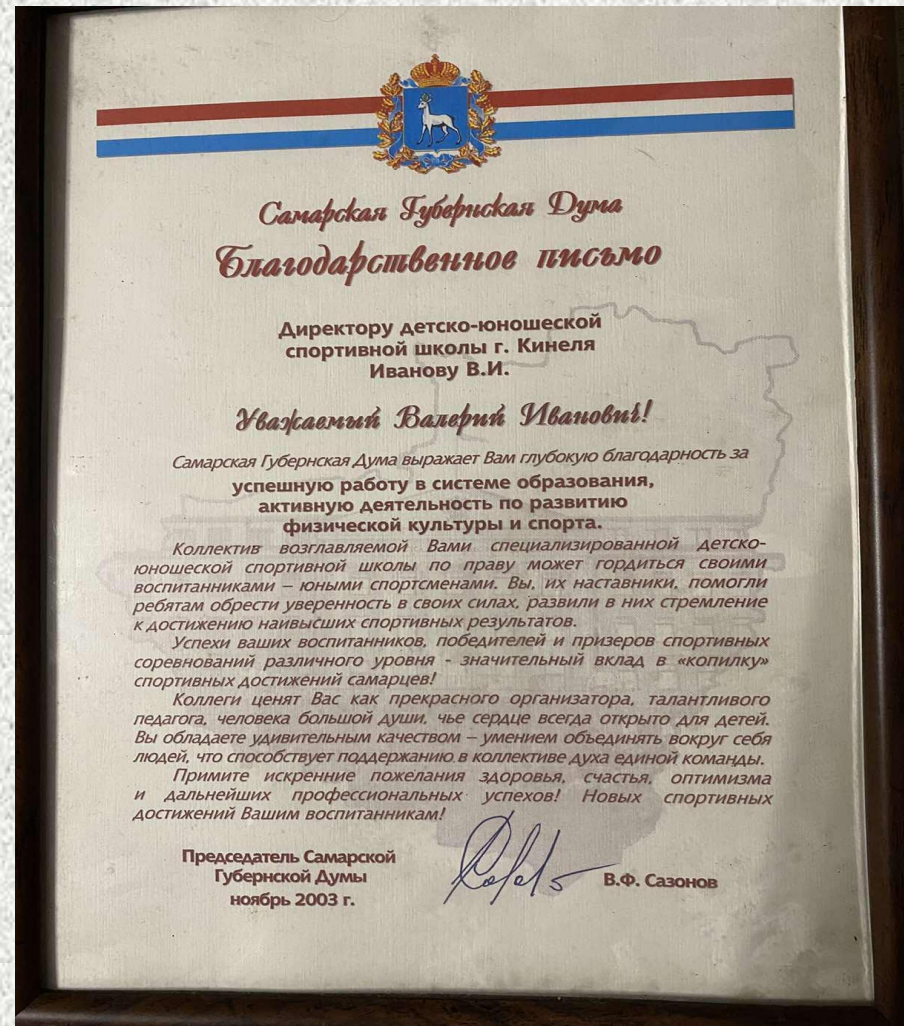 Самарская Губернская Дума
Благодарственное письмо
Директору детско-юношеской
спортивной школы г. Кинеля
Иванову В.И.
Уважаемый Валерий Иванович!
Самарская Губернская Дума выражает Вам глубокую благодарность за
успешную работу в системе образования,
активную деятельность по развитию
физической культуры и спорта.
Коллектив возглавляемой Вами специализированной детско-
юношеской спортивной школы по праву может гордиться своими
воспитанниками – юными спортсменами. Вы, их наставники, помогли
ребятам обрести уверенность в своих силах, развили в них стремление
к достижению наивысших спортивных результатов.
Успехи ваших воспитанников, победителей и призеров спортивных
соревнований различного уровня - значительный вклад в «копилку»
спортивных достижений самарцев!
Коллеги ценят Вас как прекрасного организатора, талантливого
педагога, человека большой души, чье сердце всегда открыто для детей.
Вы обладаете удивительным качеством – умением объединять вокруг себя
людей, что способствует поддержанию в коллективе духа единой команды.
Примите искренние пожелания здоровья, счастья, оптимизма
и дальнейших профессиональных успехов! Новых спортивных
достижений Вашим воспитанникам!
Председатель Самарской
Губернской Думы
ноябрь 2003 г.
В.Ф. Сазонов